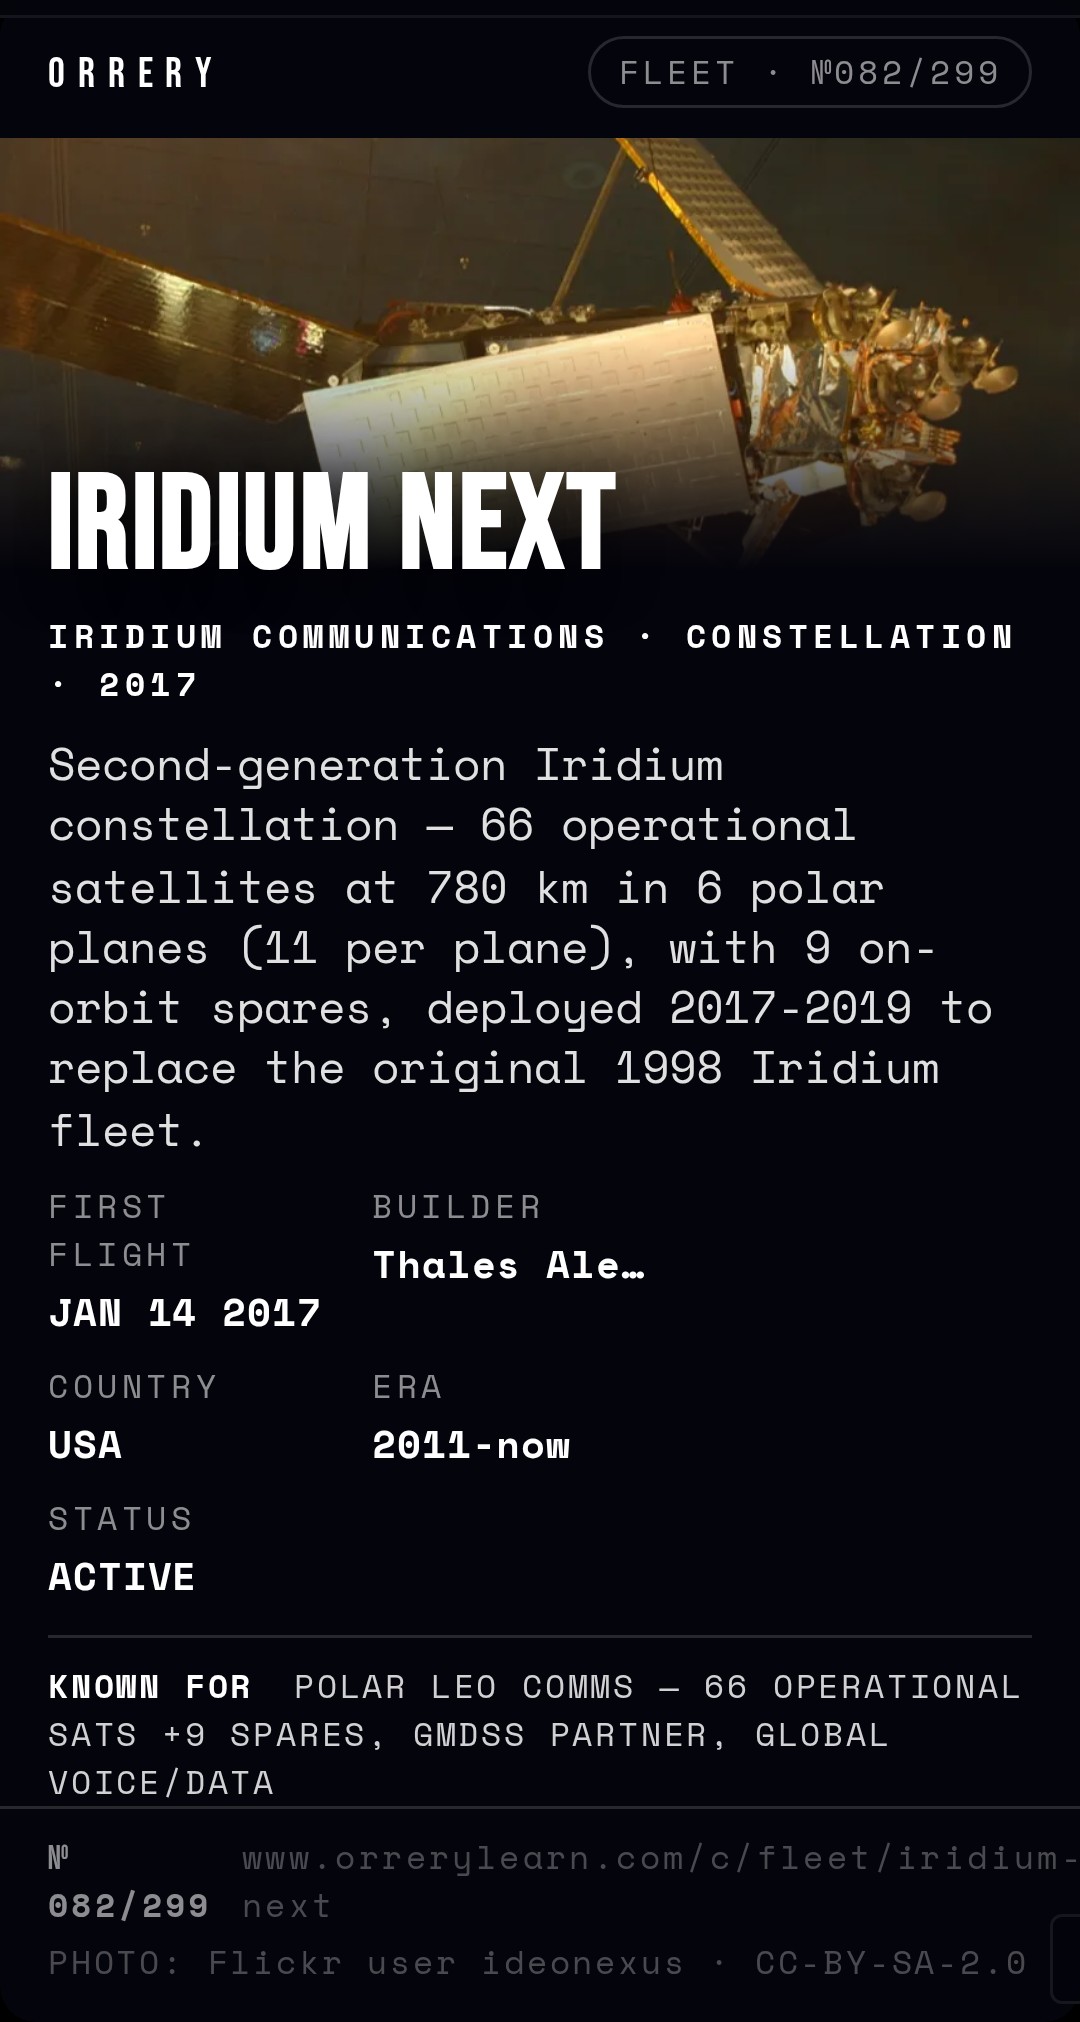 ORRERY
FLEET · №082/299
IRIDIUM NEXT
IRIDIUM COMMUNICATIONS · CONSTELLATION
· 2017
Second-generation Iridium
constellation — 66 operational
satellites at 780 km in 6 polar
planes (11 per plane), with 9 on-
orbit spares, deployed 2017-2019 to
replace the original 1998 Iridium
fleet.
FIRST
FLIGHT
JAN 14 2017
BUILDER
Thales Ale…
COUNTRY
USA
ERA
2011-now
STATUS
ACTIVE
KNOWN FOR POLAR LEO COMMS — 66 OPERATIONAL
SATS +9 SPARES, GMDSS PARTNER, GLOBAL
VOICE/DATA
№
082/299
www.orrerylearn.com/c/fleet/iridium-
next
PHOTO: Flickr user ideonexus · CC-BY-SA-2.0